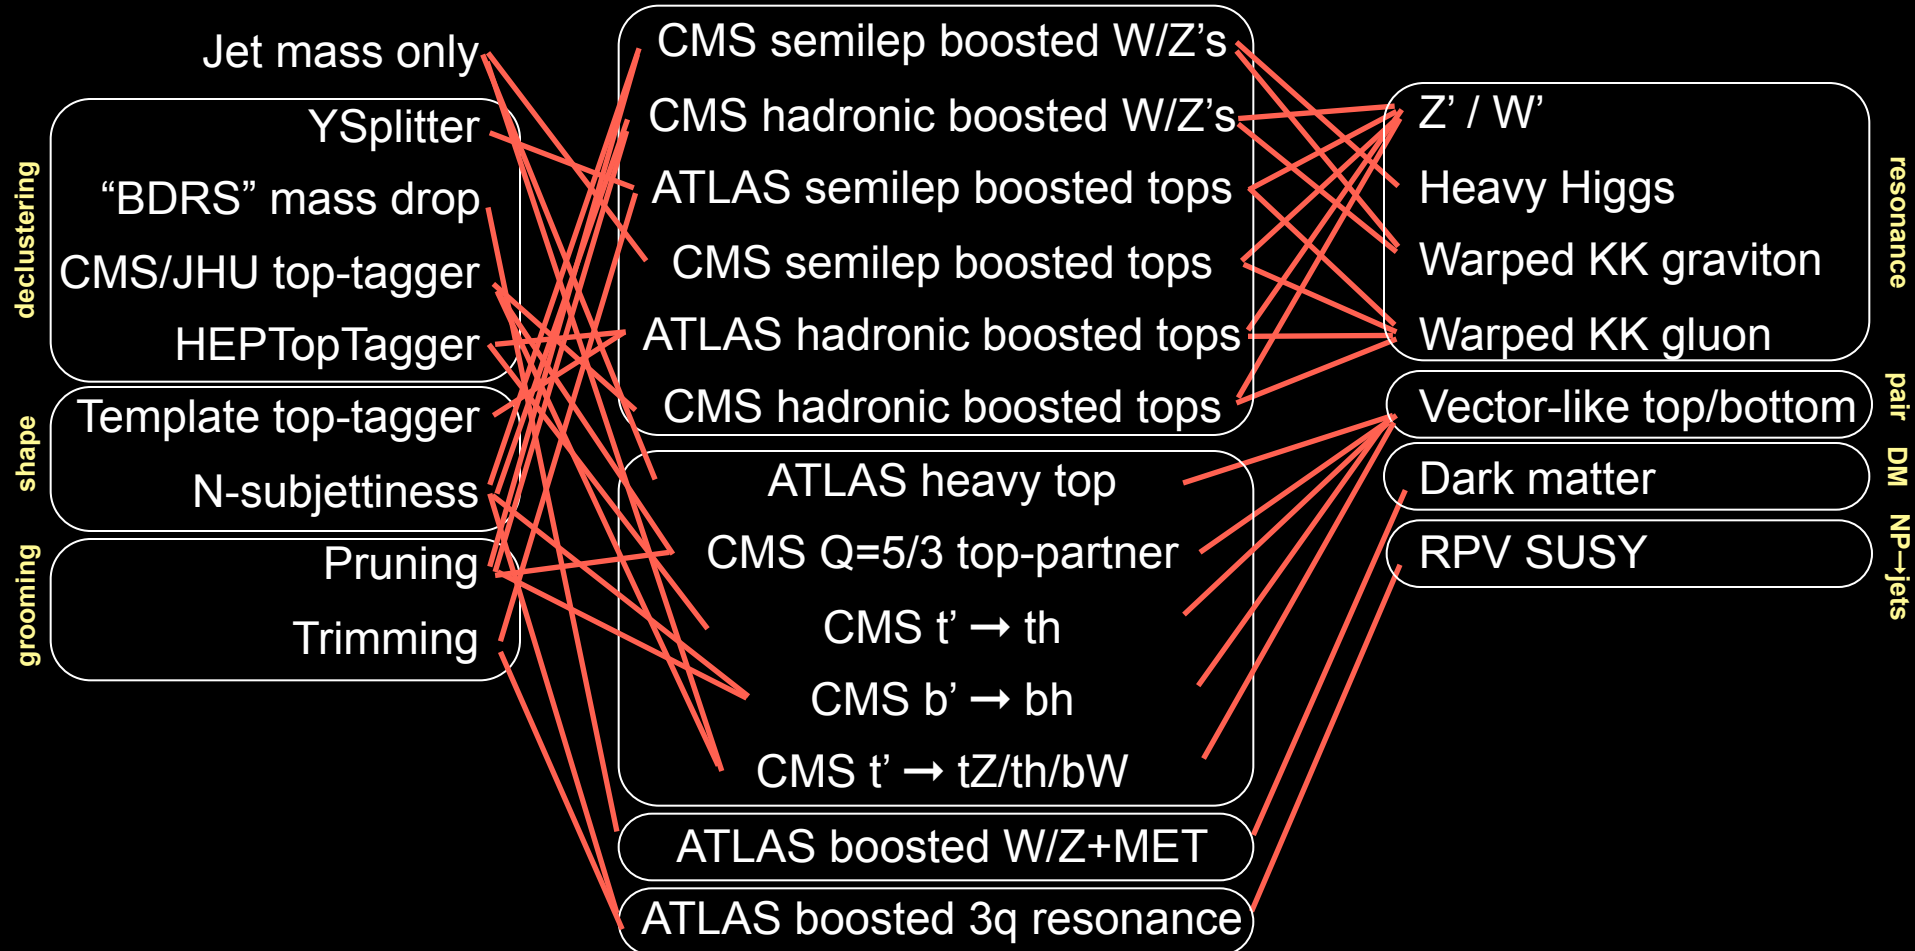 Jet mass only
declustering
YSplitter
“BDRS” mass drop
CMS/JHU top-tagger
HEPTopTagger
shape
Template top-tagger
N-subjettiness
grooming
Pruning
Trimming
CMS semilep boosted W/Z’s
CMS hadronic boosted W/Z’s
ATLAS semilep boosted tops
CMS semilep boosted tops
ATLAS hadronic boosted tops
CMS hadronic boosted tops
ATLAS heavy top
CMS Q=5/3 top-partner
CMS t’ → th
CMS b’ → bh
CMS t’ → tZ/th/bW
ATLAS boosted W/Z+MET
ATLAS boosted 3q resonance
Z’ / W’
Heavy Higgs
Warped KK graviton
Warped KK gluon
resonance
Vector-like top/bottom
pair
Dark matter
DM
RPV SUSY
NP→jets